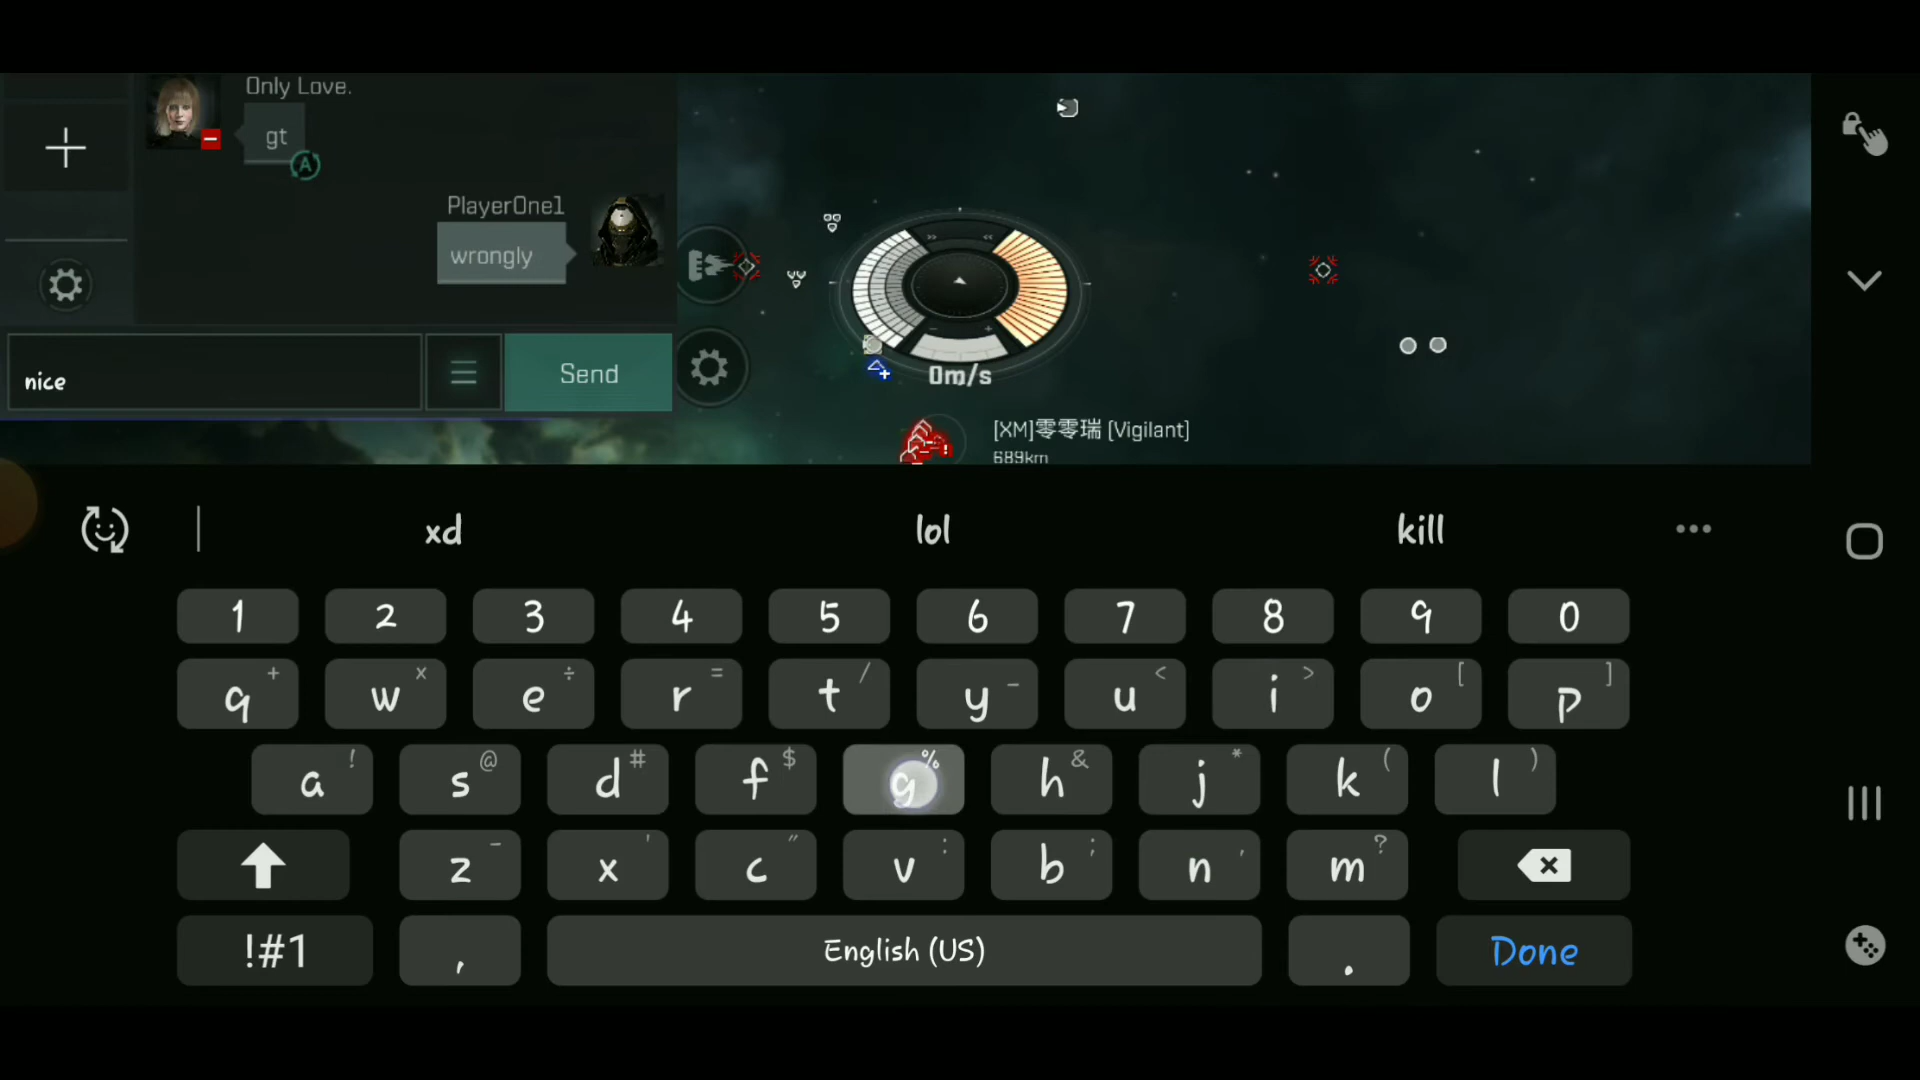 Only Love.
gt
A
PlayerOne1
wrongly
nice
Send
0m/s
[XM]零零瑞 [Vigilant]
689km
xd lol kill
1 2 3 4 5 6 7 8 9 0
q + w × e ÷ r = t / y _ u < i > o [ p ]
a ! s @ d # f $ g % h & j * k ( l )
z - x ' c " v : b ; n , m ?
!#1 , English (US) . Done